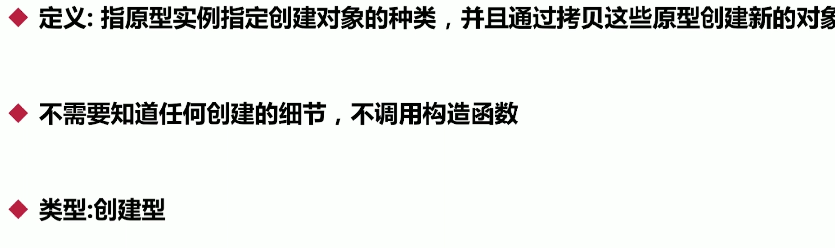 定义: 指原型实例指定创建对象的种类，并且通过拷贝这些原型创建新的对象
不需要知道任何创建的细节，不调用构造函数
类型:创建型